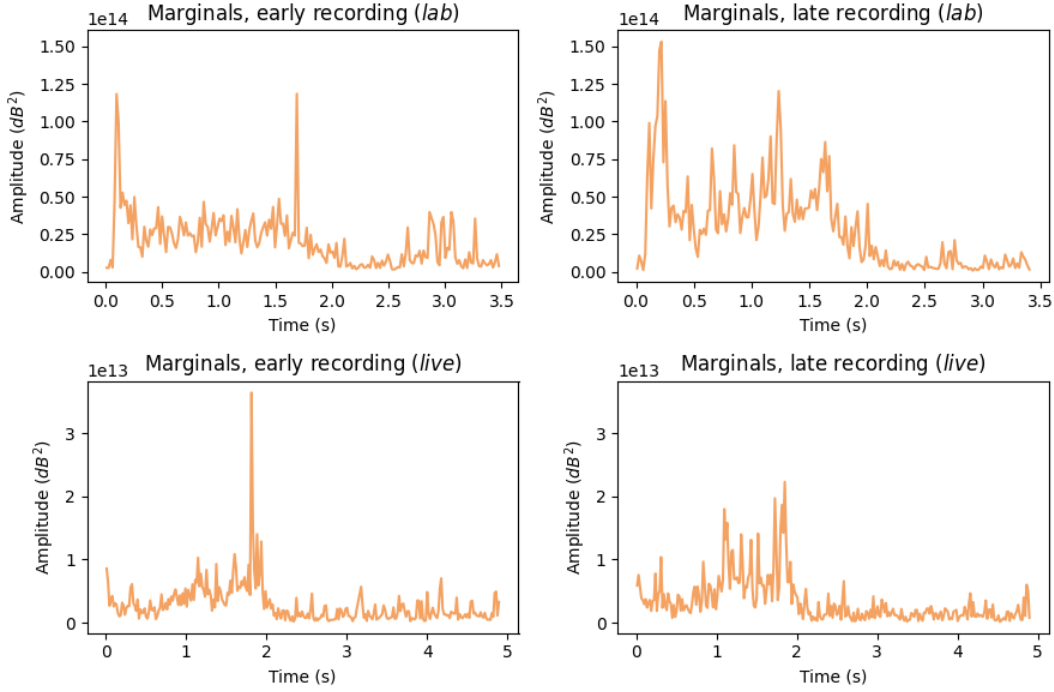 Marginals, early recording (lab)
1e14
1.50
1.25
1.00
0.75
0.50
0.25
0.00
Amplitude (dB²)
0.0 0.5 1.0 1.5 2.0 2.5 3.0 3.5
Time (s)
Marginals, late recording (lab)
1e14
1.50
1.25
1.00
0.75
0.50
0.25
0.00
Amplitude (dB²)
0.0 0.5 1.0 1.5 2.0 2.5 3.0 3.5
Time (s)
Marginals, early recording (live)
1e13
3
2
1
0
Amplitude (dB²)
0 1 2 3 4 5
Time (s)
Marginals, late recording (live)
1e13
3
2
1
0
Amplitude (dB²)
0 1 2 3 4 5
Time (s)